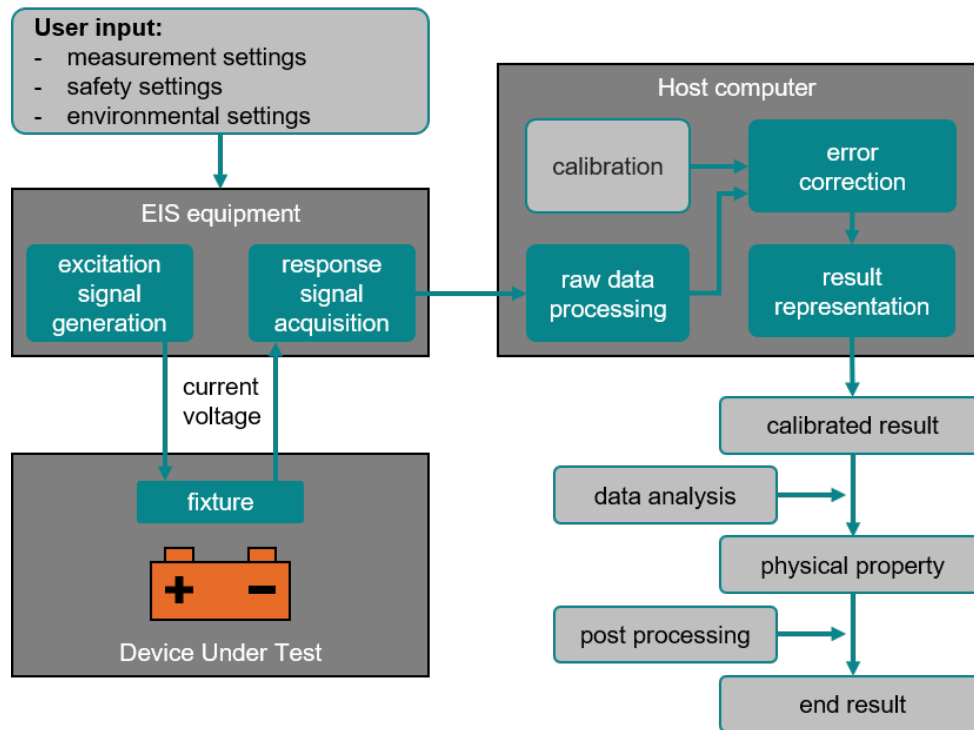 User input:
- measurement settings
- safety settings
- environmental settings
EIS equipment
excitation
signal
generation
response
signal
acquisition
current
voltage
fixture
+ −
Device Under Test
Host computer
calibration
error
correction
raw data
processing
result
representation
calibrated result
data analysis
physical property
post processing
end result